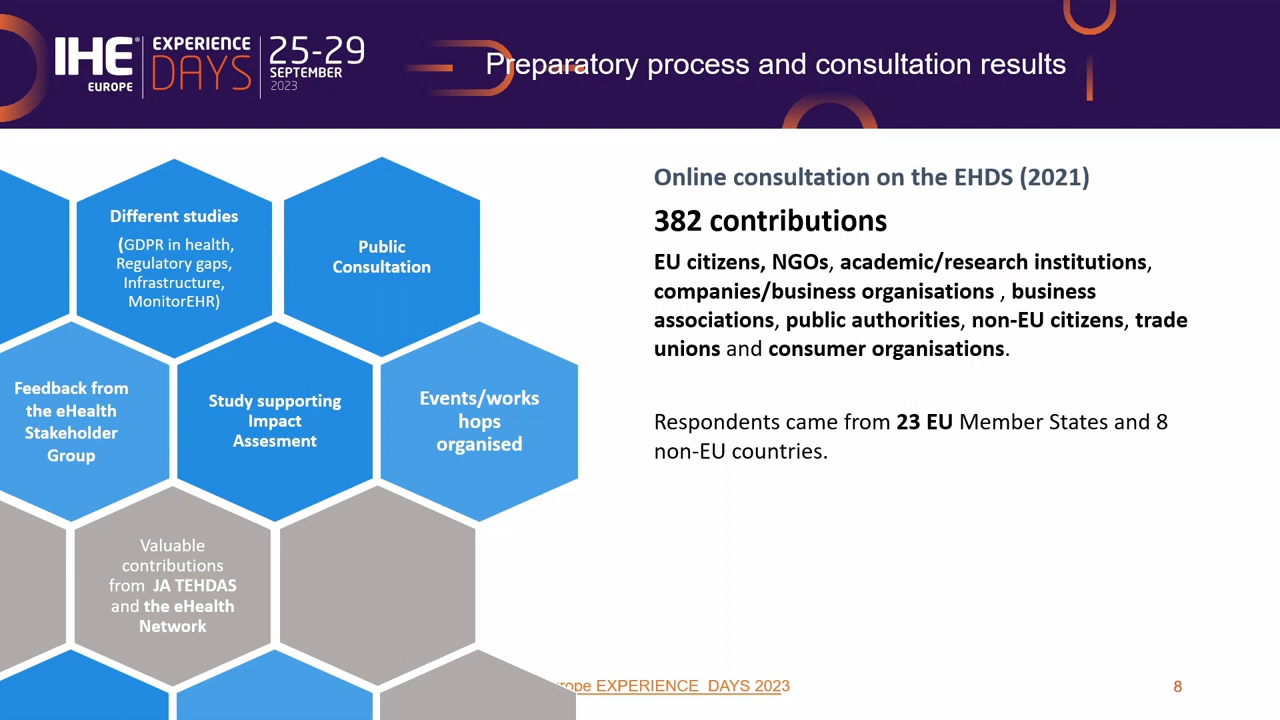 IHE
EUROPE
EXPERIENCE
DAYS
25-29
SEPTEMBER
2023
Preparatory process and consultation results
Different studies
(GDPR in health,
Regulatory gaps,
Infrastructure,
MonitorEHR)
Public
Consultation
Feedback from
the eHealth
Stakeholder
Group
Study supporting
Impact
Assesment
Events/works
hops
organised
Valuable
contributions
from JA TEHDAS
and the eHealth
Network
Online consultation on the EHDS (2021)
382 contributions
EU citizens, NGOs, academic/research institutions,
companies/business organisations , business
associations, public authorities, non-EU citizens, trade
unions and consumer organisations.
Respondents came from 23 EU Member States and 8
non-EU countries.
EXPERIENCE DAYS 2023
8